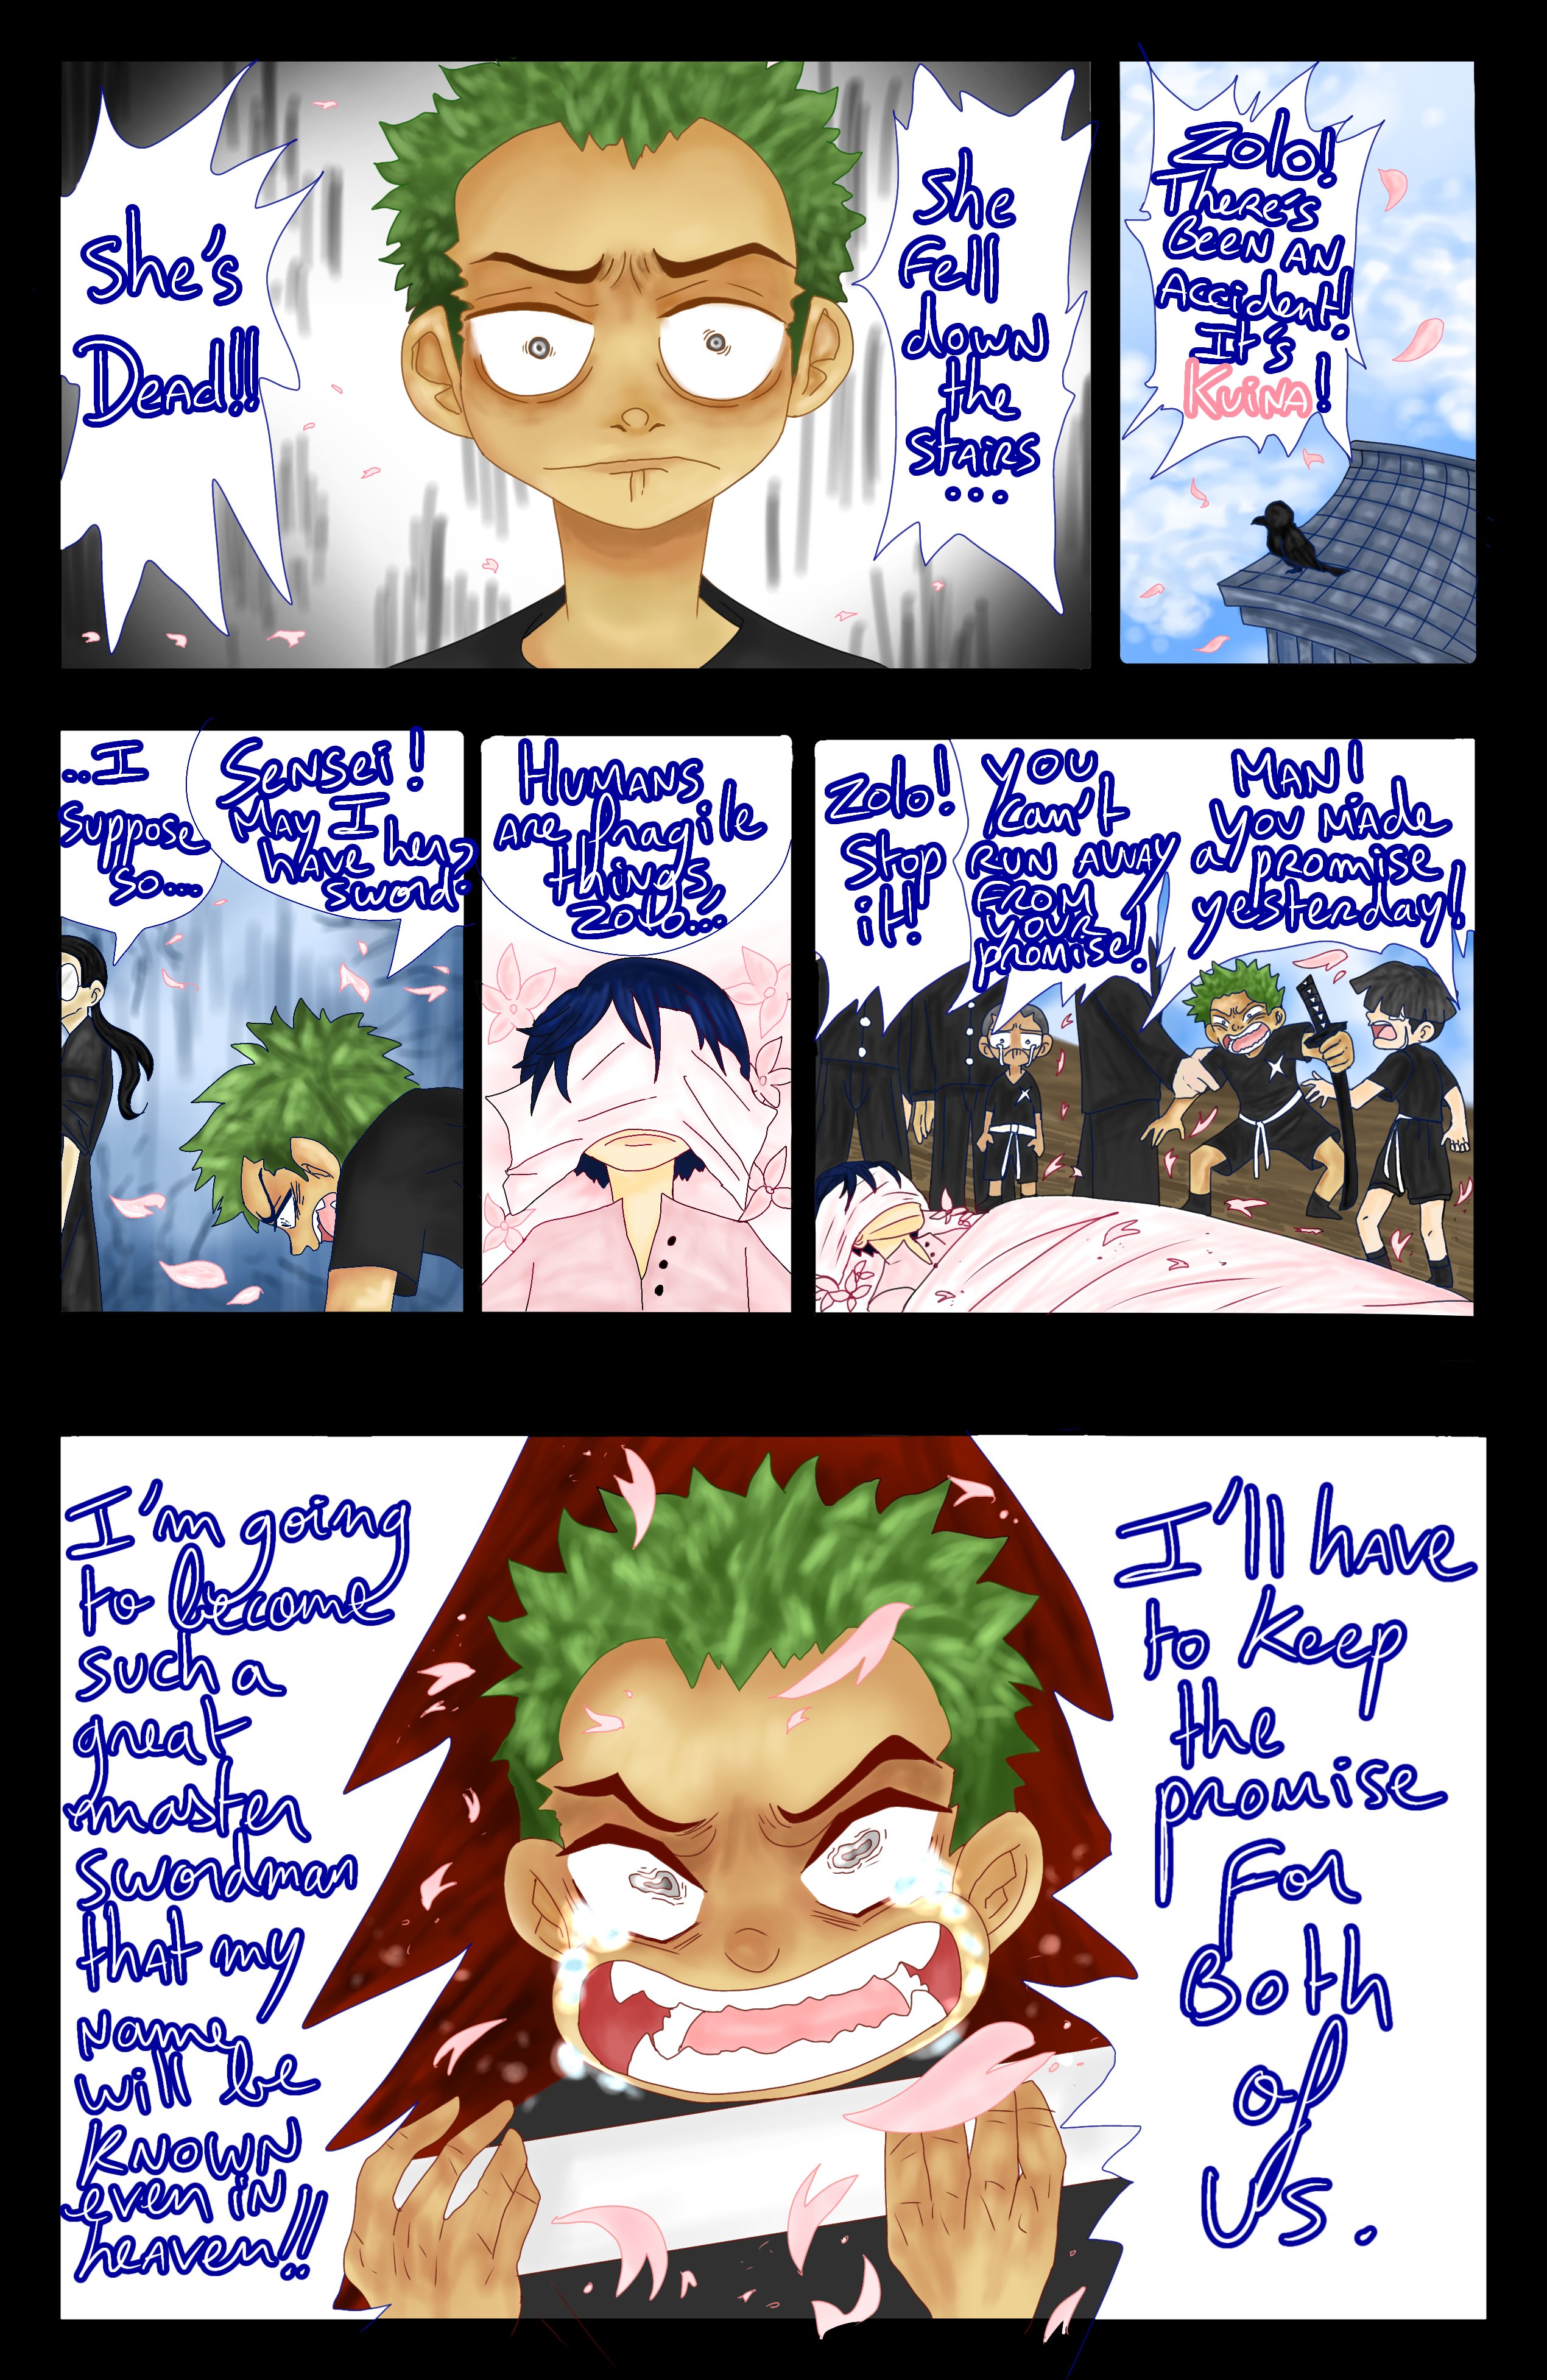 Zolo!
There's
Been an
Accident!
It's
Kuina!
She
Fell
down
the
stairs
...
She's
Dead!!
Man!
You made
a promise
yesterday!
You
can't
run away
from
your
promise!
Zolo!
Stop
it!
Humans
are fragile
things,
Zolo...
Sensei!
May I
have her
sword?
..I
suppose
so...
I'll have
to keep
the
promise
For
Both
of
Us.
I'm going
to become
such a
great
master
swordman
that my
name
will be
known
even in
heaven!!